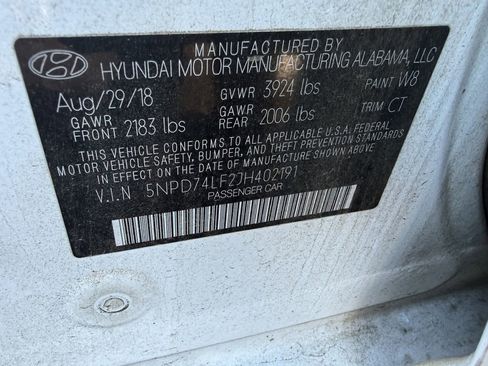 MANUFACTURED BY
HYUNDAI MOTOR MANUFACTURING ALABAMA, LLC
Aug/29/18 GVWR 3924 lbs PAINT W8
GAWR FRONT 2183 lbs GAWR REAR 2006 lbs TRIM CT
THIS VEHICLE CONFORMS TO ALL APPLICABLE U.S.A. FEDERAL
MOTOR VEHICLE SAFETY, BUMPER, AND THEFT PREVENTION
STANDARDS IN EFFECT ON THE DATE OF MANUFACTURE
SHOWN ABOVE.
V.I.N 5NPD74LF2JH402191
PASSENGER CAR